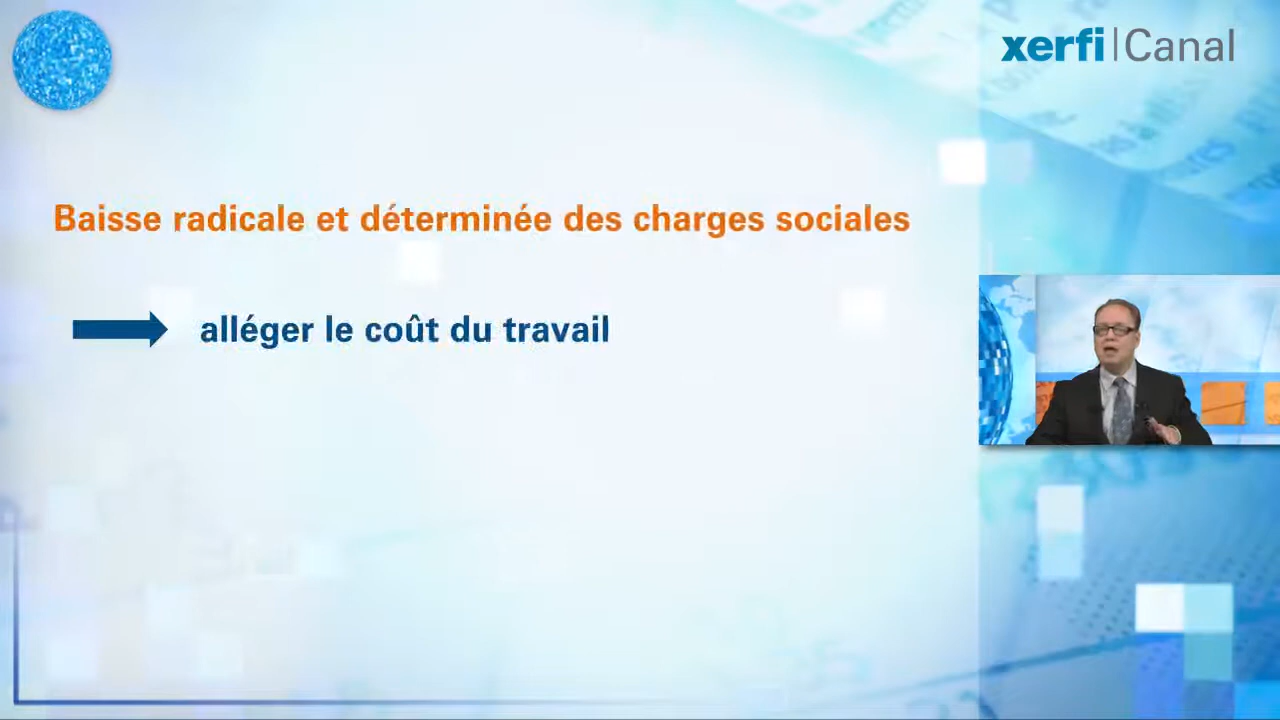 xerfi|Canal
Baisse radicale et déterminée des charges sociales
alléger le coût du travail